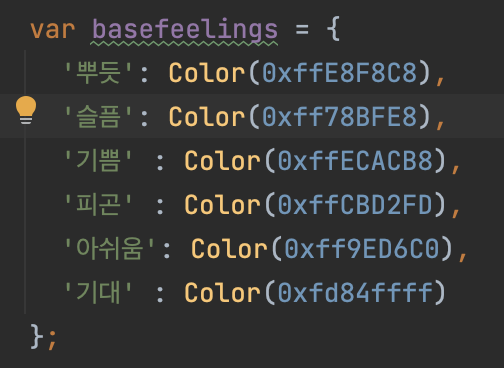 var basefeelings = {
'뿌듯': Color(0xffE8F8C8),
'슬픔': Color(0xff78BFE8),
'기쁨' : Color(0xffECACB8),
'피곤' : Color(0xffCBD2FD),
'아쉬움': Color(0xff9ED6C0),
'기대' : Color(0xfd84ffff)
};